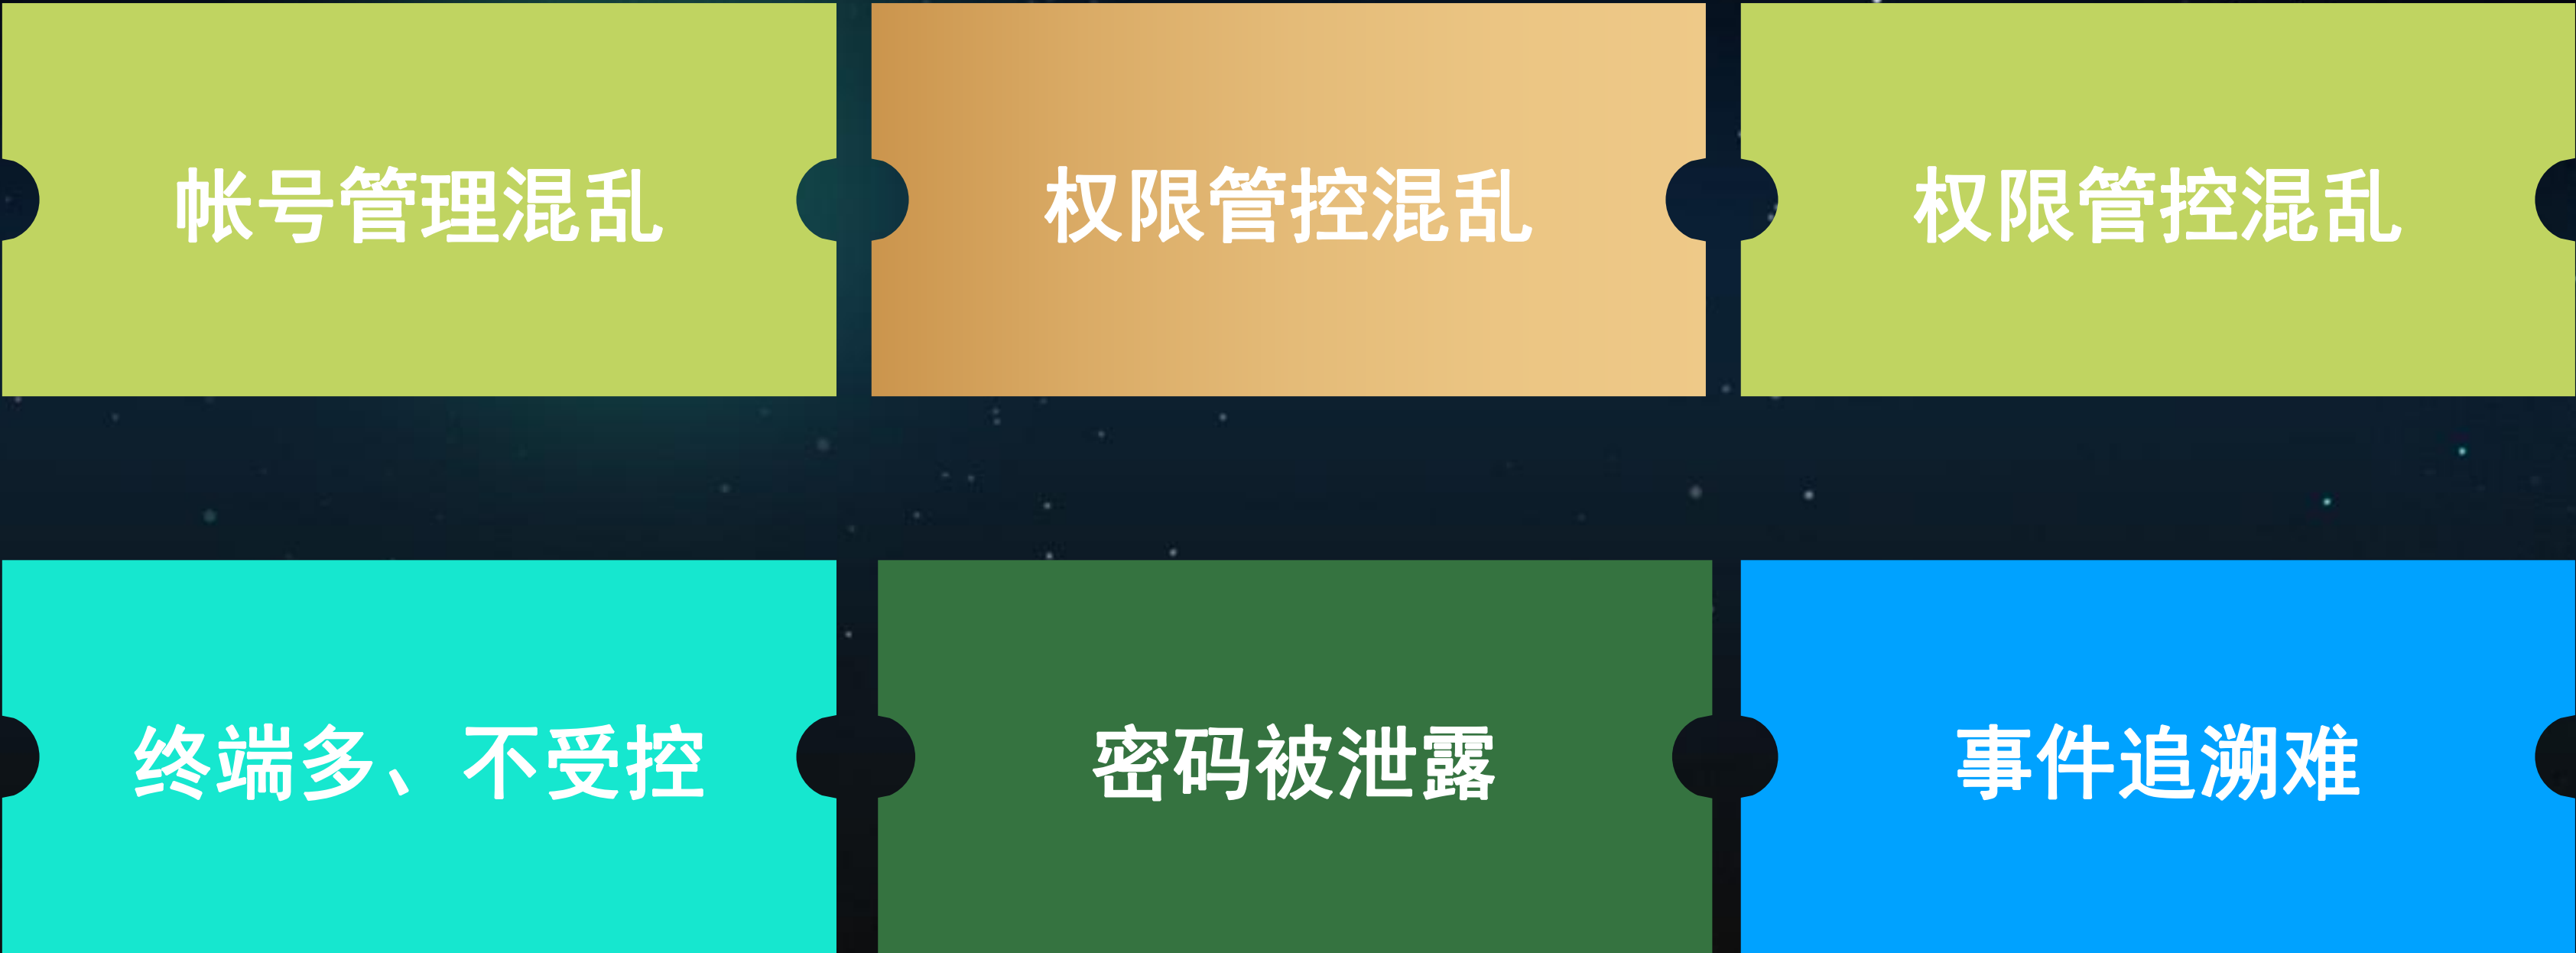 帐号管理混乱
权限管控混乱
权限管控混乱
终端多、不受控
密码被泄露
事件追溯难